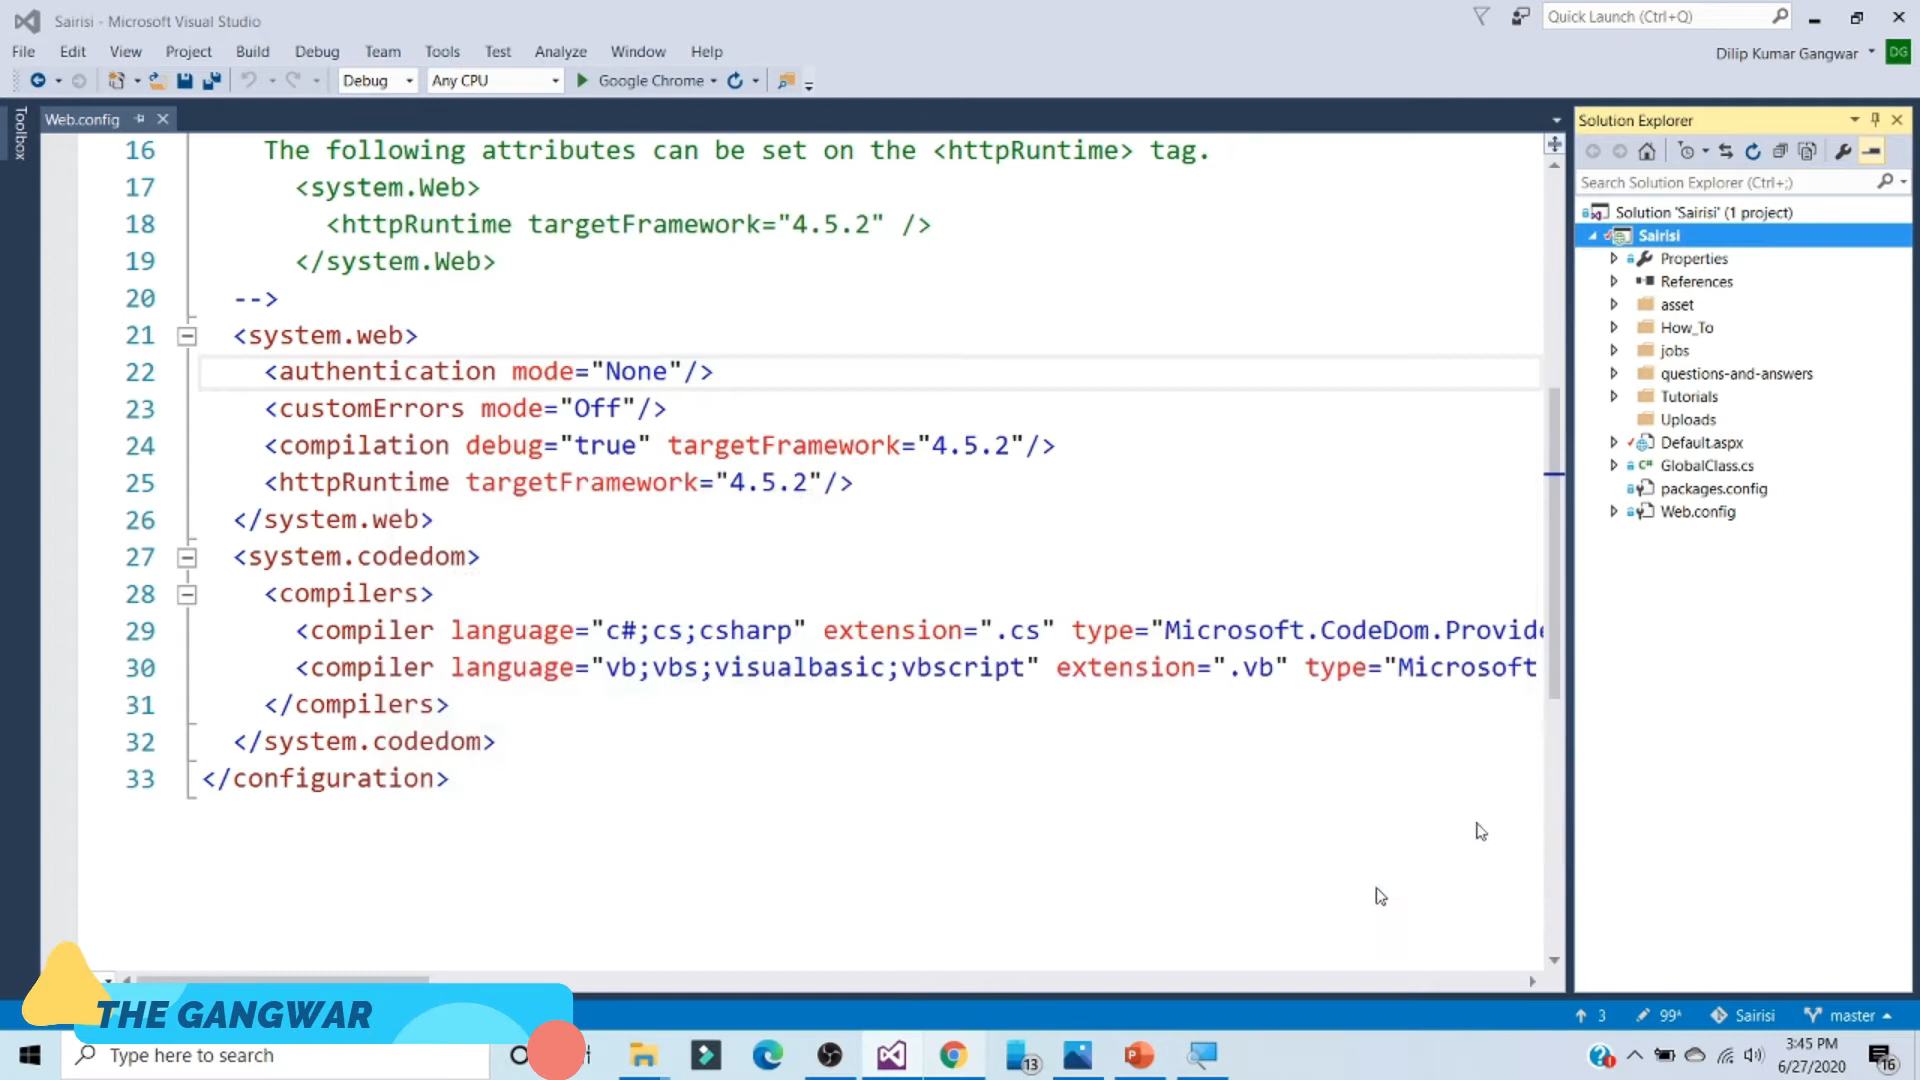 Sairisi - Microsoft Visual Studio
Quick Launch (Ctrl+Q)
File Edit View Project Build Debug Team Tools Test Analyze Window Help
Dilip Kumar Gangwar DG
Debug Any CPU Google Chrome
Toolbox
Web.config
16 The following attributes can be set on the <httpRuntime> tag.
17 <system.Web>
18 <httpRuntime targetFramework="4.5.2" />
19 </system.Web>
20 -->
21 <system.web>
22 <authentication mode="None"/>
23 <customErrors mode="Off"/>
24 <compilation debug="true" targetFramework="4.5.2"/>
25 <httpRuntime targetFramework="4.5.2"/>
26 </system.web>
27 <system.codedom>
28 <compilers>
29 <compiler language="c#;cs;csharp" extension=".cs" type="Microsoft.CodeDom.Provide
30 <compiler language="vb;vbs;visualbasic;vbscript" extension=".vb" type="Microsoft
31 </compilers>
32 </system.codedom>
33 </configuration>
Solution Explorer
Search Solution Explorer (Ctrl+;)
Solution 'Sairisi' (1 project)
Sairisi
Properties
References
asset
How_To
jobs
questions-and-answers
Tutorials
Uploads
Default.aspx
C# GlobalClass.cs
packages.config
Web.config
THE GANGWAR
3 99* Sairisi master
Type here to search
13
3:45 PM
6/27/2020
16